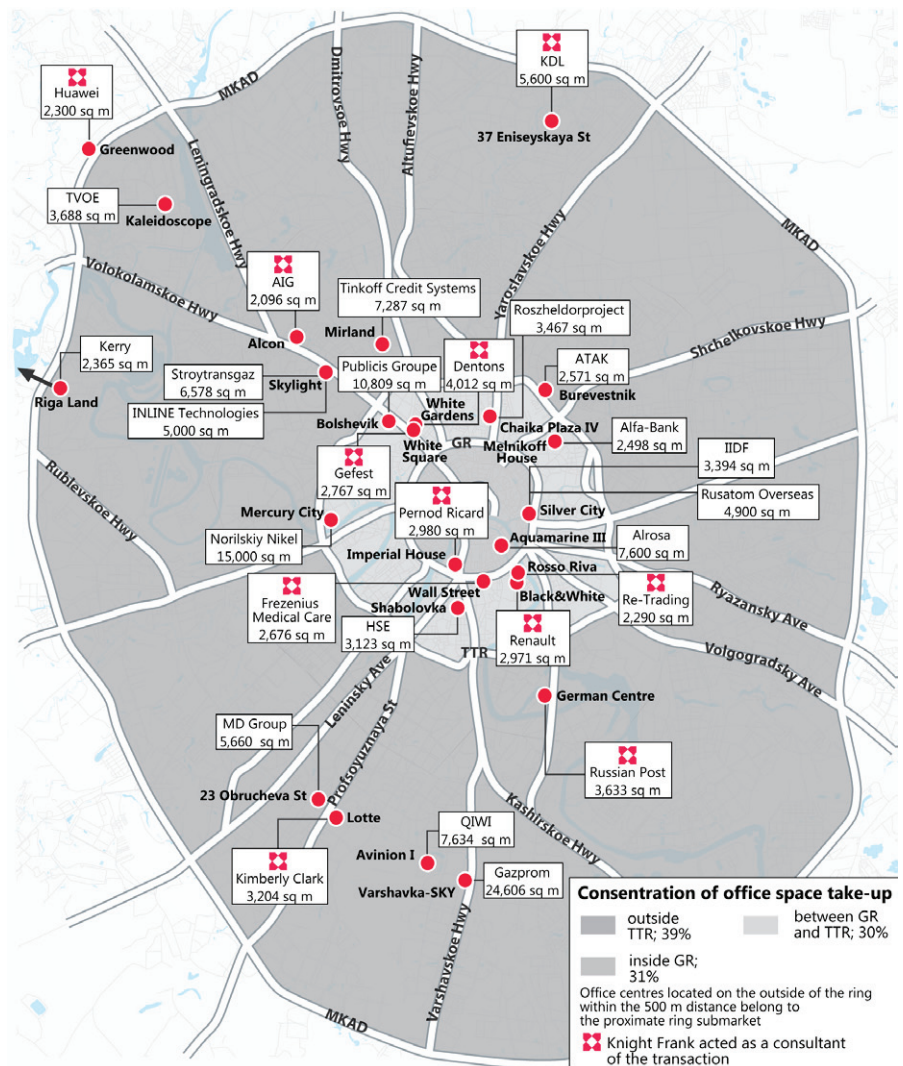 MKAD
Huawei
2,300 sq m
Greenwood
Leningradskoe Hwy
Dmitrovsoe Hwy
Altufievskoe Hwy
KDL
5,600 sq m
37 Eniseyskaya St
MKAD
TVOE
3,688 sq m
Kaleidoscope
Volokolamskoe Hwy
Yaroslavskoe Hwy
AIG
2,096 sq m
Alcon
Tinkoff Credit Systems
7,287 sq m
Mirland
Roszheldorproject
3,467 sq m
Shchelkovskoe Hwy
Kerry
2,365 sq m
Riga Land
Stroytransgaz
6,578 sq m
Skylight
INLINE Technologies
5,000 sq m
Publicis Groupe
10,809 sq m
Dentons
4,012 sq m
ATAK
2,571 sq m
Burevestnik
Bolshevik
White
Gardens
White
Square
GR
Chaika Plaza IV
Melnikoff
House
Alfa-Bank
2,498 sq m
Gefest
2,767 sq m
IIDF
3,394 sq m
Rusatom Overseas
4,900 sq m
Silver City
Rublevskoe Hwy
Mercury City
Norilskiy Nikel
15,000 sq m
Pernod Ricard
2,980 sq m
Imperial House
Aquamarine III
Alrosa
7,600 sq m
Rosso Riva
Wall Street
Black&White
Frezenius
Medical Care
2,676 sq m
Shabolovka
HSE
3,123 sq m
Renault
2,971 sq m
Re-Trading
2,290 sq m
Ryazansky Ave
Volgogradsky Ave
TTR
Leninsky Ave
Profsoyuznaya St
German Centre
Russian Post
3,633 sq m
MD Group
5,660 sq m
23 Obrucheva St
Lotte
Kimberly Clark
3,204 sq m
QIWI
7,634 sq m
Avinion I
Varshavka-SKY
Gazprom
24,606 sq m
Kashirskoe Hwy
Varshavskoe Hwy
MKAD
Consentration of office space take-up
outside
TTR; 39%
between GR
and TTR; 30%
inside GR;
31%
Office centres located on the outside of the ring
within the 500 m distance belong to
the proximate ring submarket
Knight Frank acted as a consultant
of the transaction